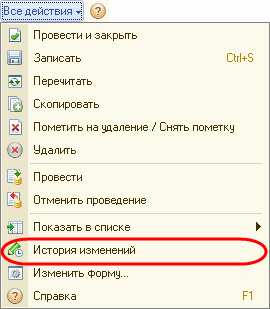 Все действия
Провести и закрыть
Записать Ctrl+S
Перечитать
Скопировать
Пометить на удаление / Снять пометку
Удалить
Провести
Отменить проведение
Показать в списке
История изменений
Изменить форму...
Справка F1